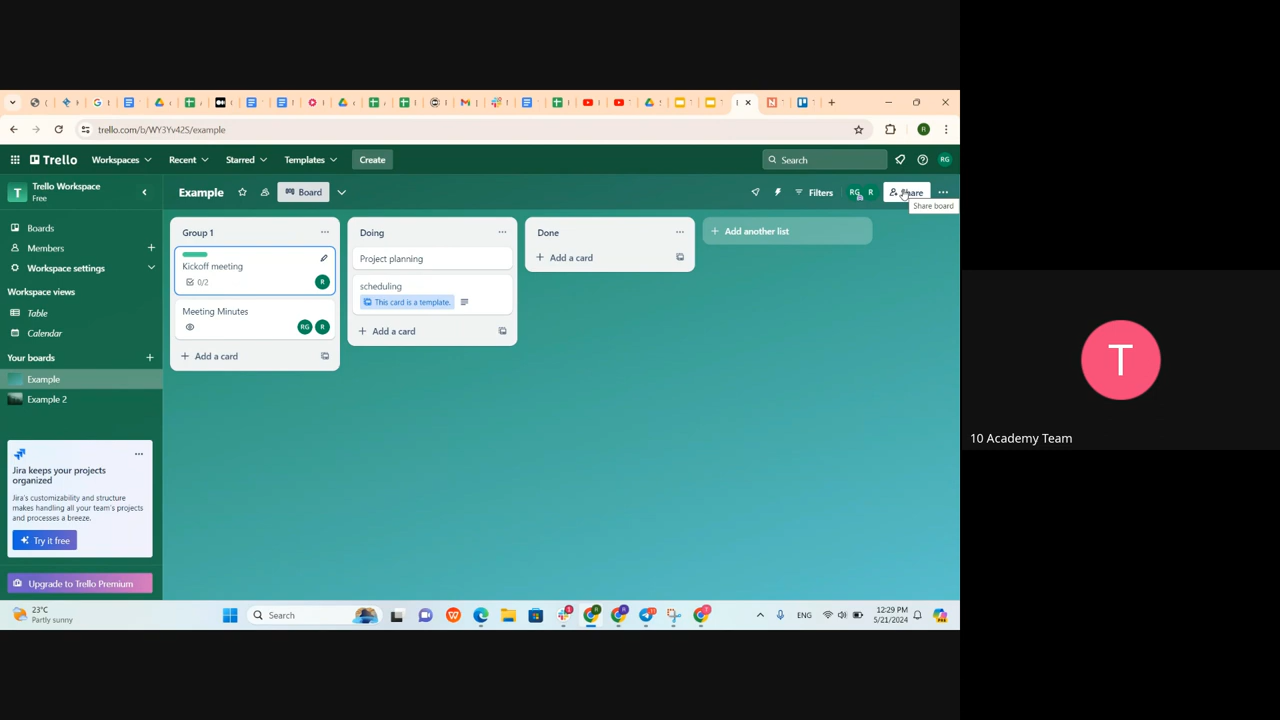 trello.com/b/WY3Yv42S/example
R
Trello
Workspaces
Recent
Starred
Templates
Create
Search
RG
T
Trello Workspace
Free
Example
Board
Filters
RG
R
Share
Share board
Boards
Members
Workspace settings
Workspace views
Table
Calendar
Your boards
Example
Example 2
Jira keeps your projects
organized
Jira's customizability and structure
makes handling all your team's projects
and processes a breeze.
Try it free
Upgrade to Trello Premium
Group 1
Kickoff meeting
0/2
R
Meeting Minutes
RG
R
Add a card
Doing
Project planning
scheduling
This card is a template.
Add a card
Done
Add a card
Add another list
T
10 Academy Team
23°C
Partly sunny
Search
ENG
12:29 PM
5/21/2024